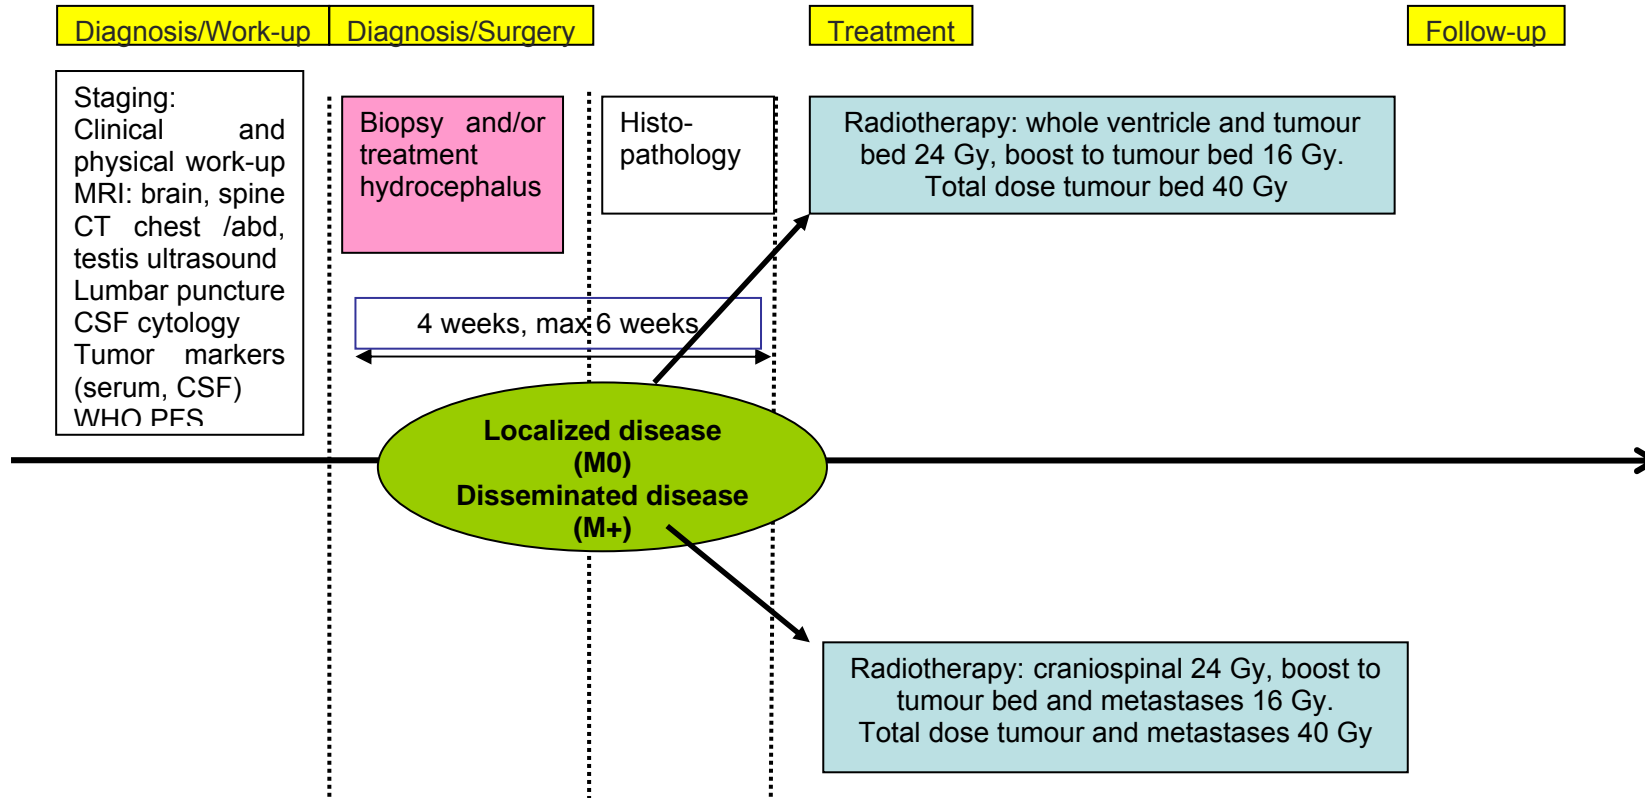 Diagnosis/Work-up
Diagnosis/Surgery
Treatment
Follow-up
Staging:
Clinical and
physical work-up
MRI: brain, spine
CT chest /abd,
testis ultrasound
Lumbar puncture
CSF cytology
Tumor markers
(serum, CSF)
WHO PFS
Biopsy and/or
treatment
hydrocephalus
Histo-
pathology
Radiotherapy: whole ventricle and tumour
bed 24 Gy, boost to tumour bed 16 Gy.
Total dose tumour bed 40 Gy
4 weeks, max 6 weeks
Localized disease
(M0)
Disseminated disease
(M+)
Radiotherapy: craniospinal 24 Gy, boost to
tumour bed and metastases 16 Gy.
Total dose tumour and metastases 40 Gy